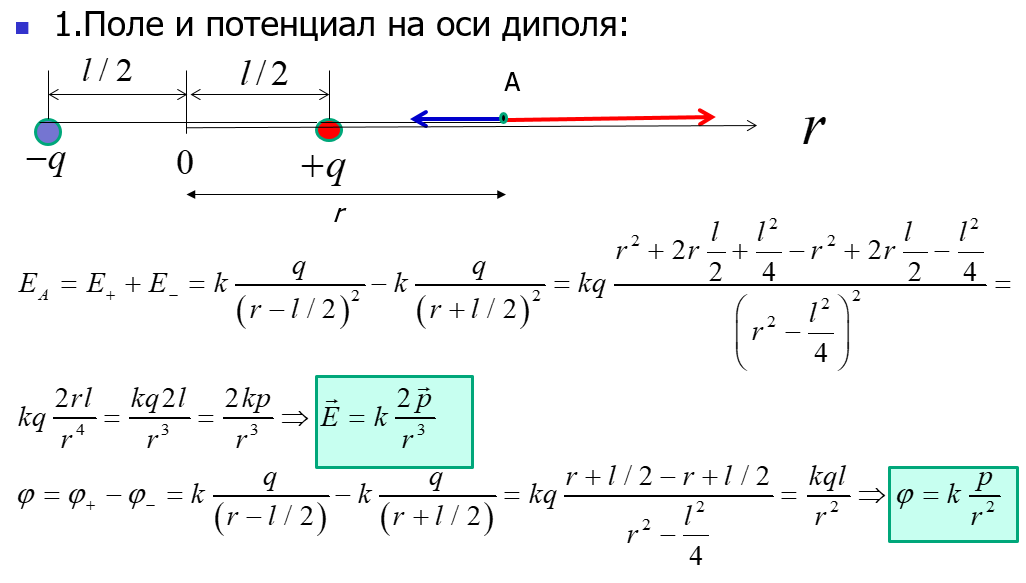 1.Поле и потенциал на оси диполя:
l / 2 l / 2 A
r
−q 0 +q
r
E_A = E_+ + E_− = k q/(r − l / 2)^2 − k q/(r + l / 2)^2 = kq (r^2 + 2r l/2 + l^2/4 − r^2 + 2r l/2 − l^2/4)/(r^2 − l^2/4)^2 =
kq 2rl/r^4 = kq2l/r^3 = 2kp/r^3 ⇒ E⃗ = k 2p⃗/r^3
φ = φ_+ − φ_− = k q/(r − l / 2) − k q/(r + l / 2) = kq (r + l / 2 − r + l / 2)/(r^2 − l^2/4) = kql/r^2 ⇒ φ = k p/r^2